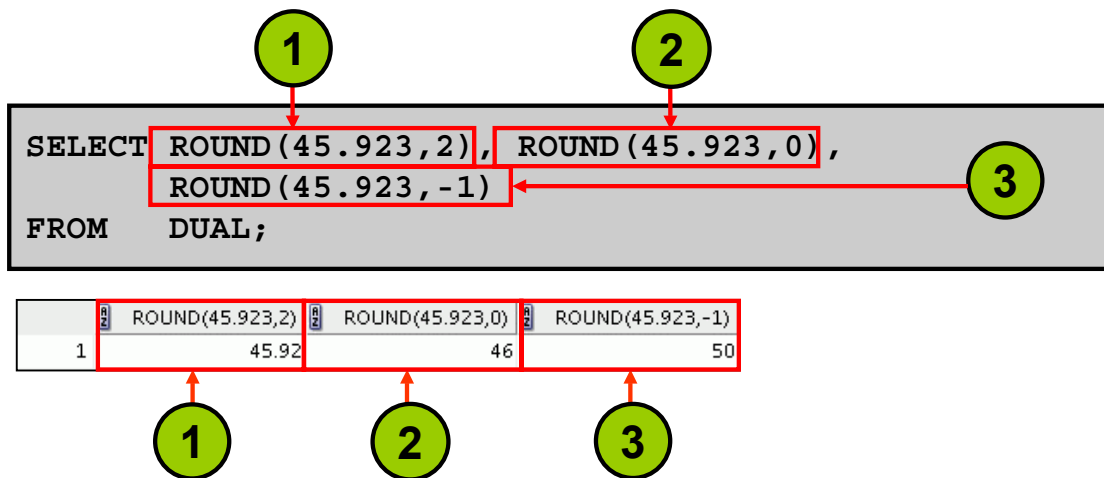 1 2
SELECT ROUND(45.923,2), ROUND(45.923,0),
ROUND(45.923,-1) 3
FROM DUAL;
ROUND(45.923,2) ROUND(45.923,0) ROUND(45.923,-1)
1 45.92 46 50
1 2 3